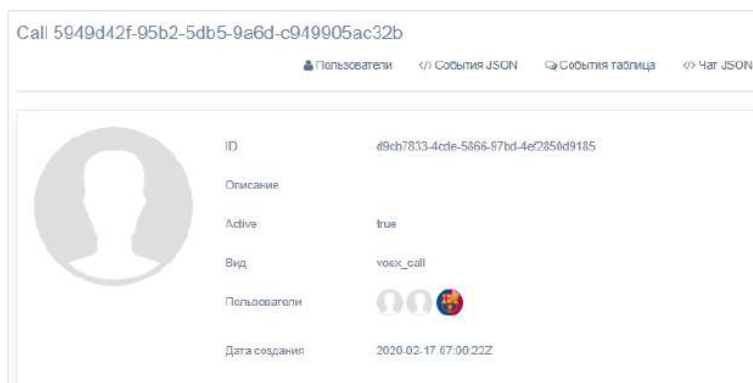 Call 5949d42f-95b2-5db5-9a6d-c949905ac32b
Пользователи </> События JSON События таблица </> Чат JSON
ID d9cb7833-4cde-5866-97bd-4ef2850d9185
Описание
Active true
Вид voex_call
Пользователи
Дата создания 2020-02-17 07:00:22Z